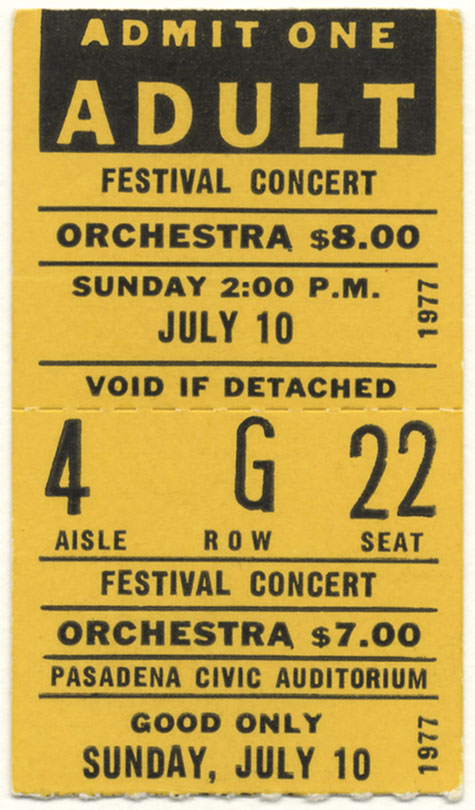 ADMIT ONE
ADULT
FESTIVAL CONCERT
ORCHESTRA $8.00
SUNDAY 2:00 P.M.
JULY 10
1977
VOID IF DETACHED
4 G 22
AISLE ROW SEAT
FESTIVAL CONCERT
ORCHESTRA $7.00
PASADENA CIVIC AUDITORIUM
GOOD ONLY
SUNDAY, JULY 10
1977